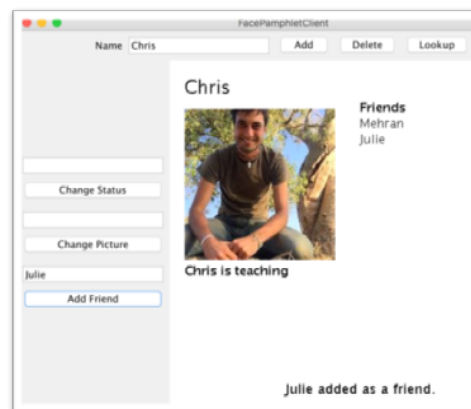 FacePamphletClient
Name Chris Add Delete Lookup
Chris
Friends
Mehran
Julie
Change Status
Change Picture
Chris is teaching
Julie
Add Friend
Julie added as a friend.